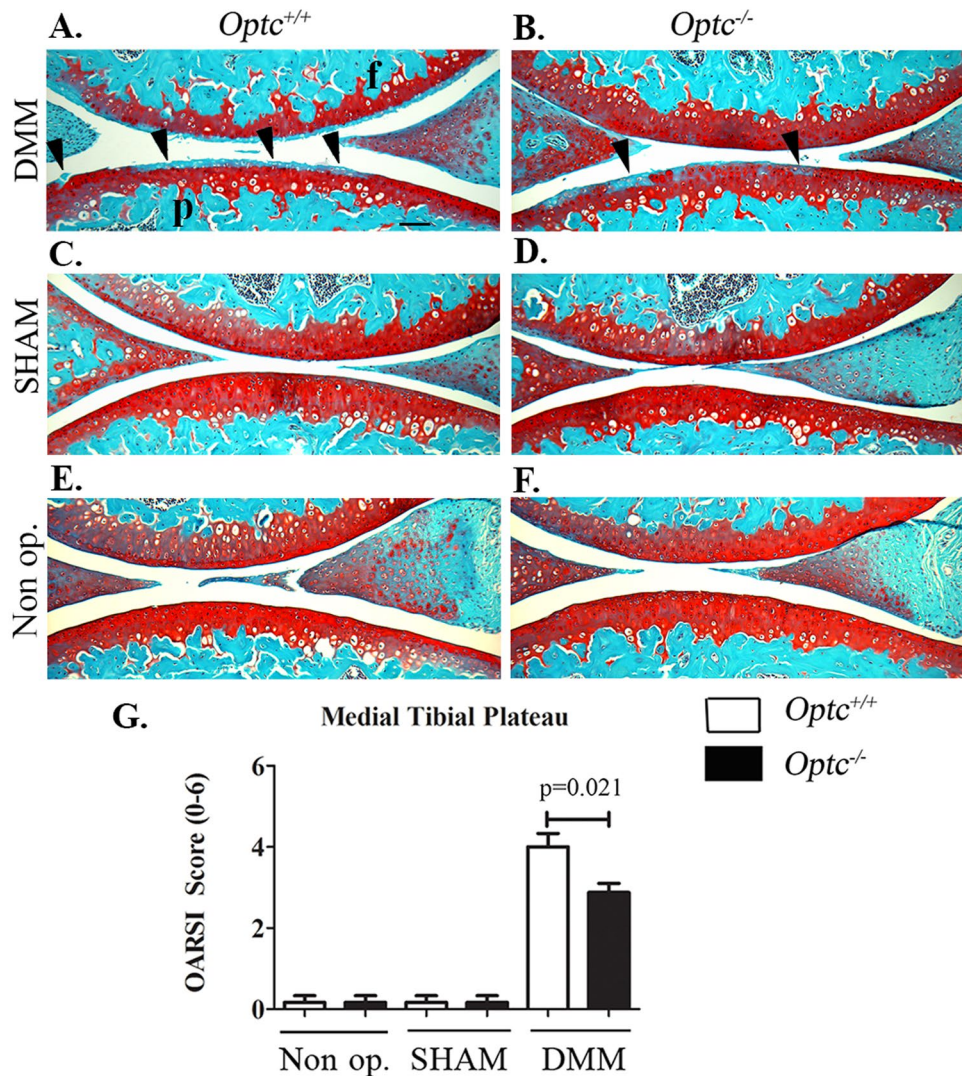 Optc+/+ Optc-/-
A. B.
DMM
f
p
C. D.
SHAM
E. F.
Non op.
G.
Medial Tibial Plateau
Optc+/+
Optc-/-
OARSI Score (0-6)
6
4
2
0
p=0.021
Non op. SHAM DMM